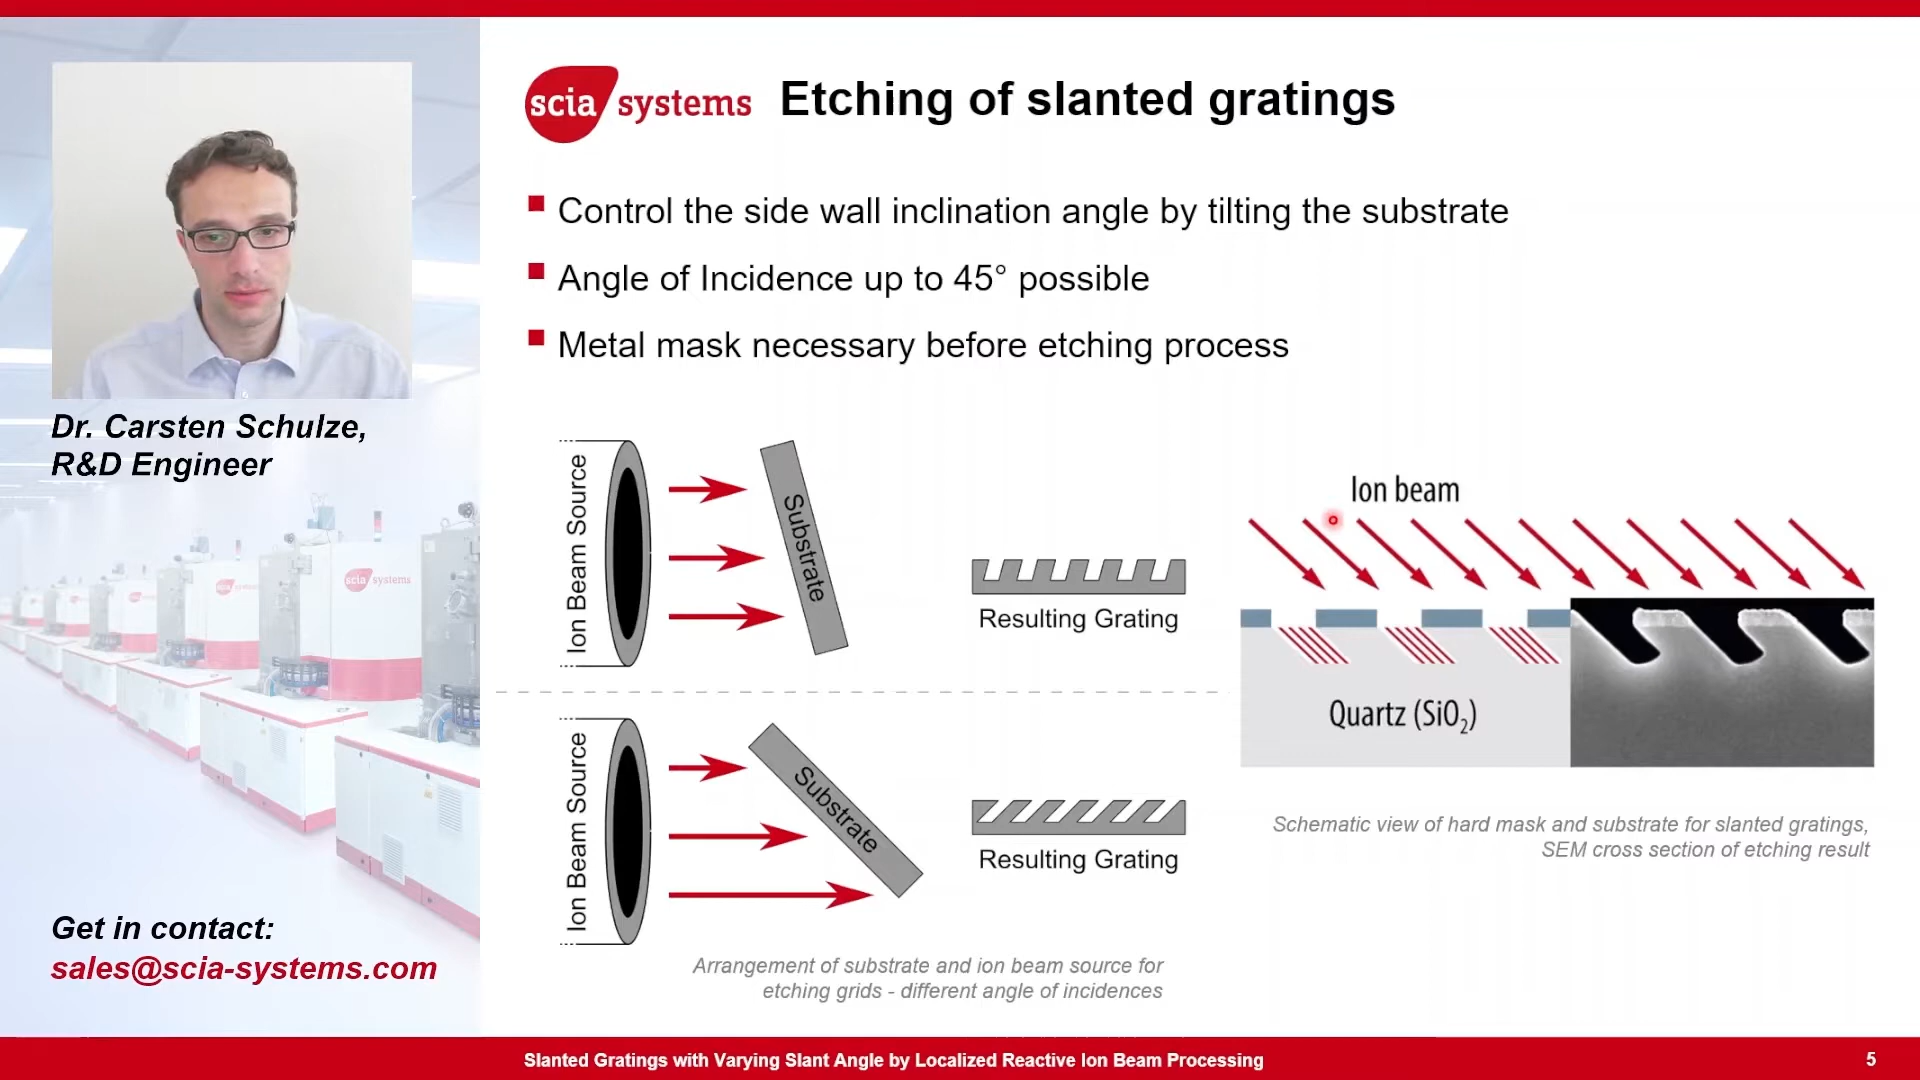 scia systems
Etching of slanted gratings
Control the side wall inclination angle by tilting the substrate
Angle of Incidence up to 45° possible
Metal mask necessary before etching process
Dr. Carsten Schulze,
R&D Engineer
Ion Beam Source
Substrate
Resulting Grating
Ion Beam Source
Substrate
Resulting Grating
Arrangement of substrate and ion beam source for
etching grids - different angle of incidences
Ion beam
Quartz (SiO₂)
Schematic view of hard mask and substrate for slanted gratings,
SEM cross section of etching result
scia systems
scia systems
Get in contact:
sales@scia-systems.com
Slanted Gratings with Varying Slant Angle by Localized Reactive Ion Beam Processing
5